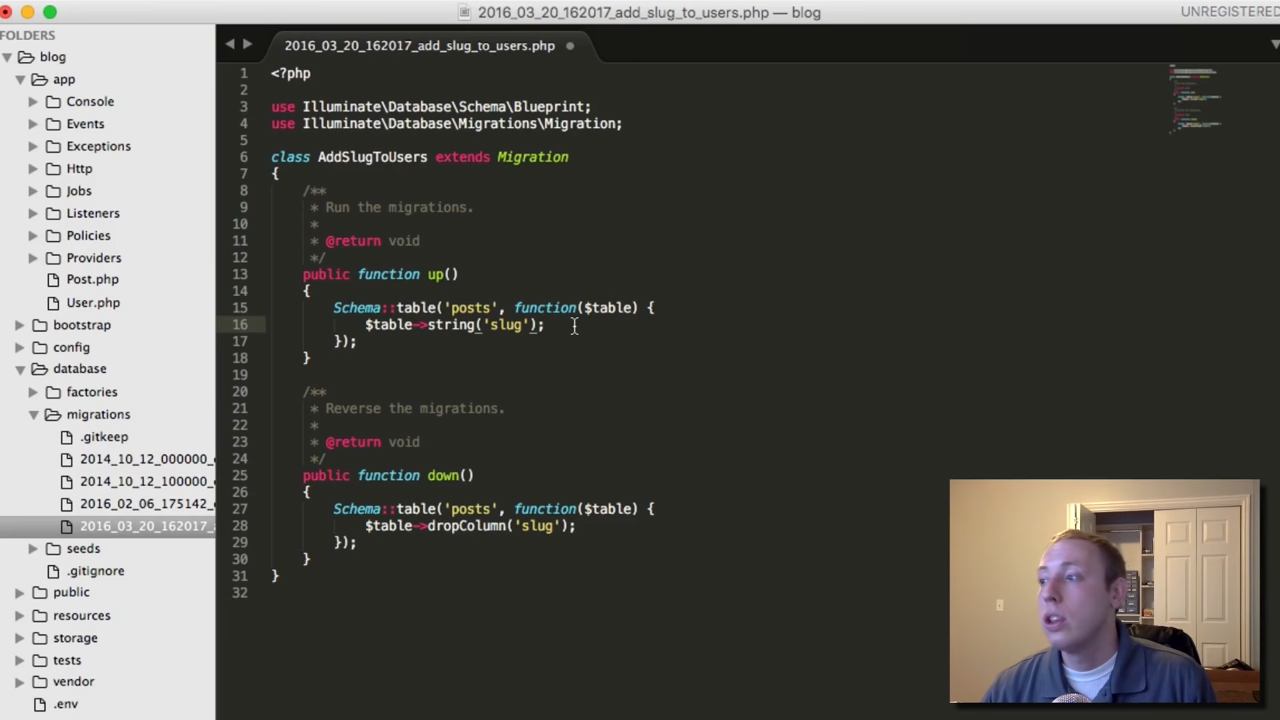 2016_03_20_162017_add_slug_to_users.php — blog
UNREGISTERED
FOLDERS
blog
app
Console
Events
Exceptions
Http
Jobs
Listeners
Policies
Providers
Post.php
User.php
bootstrap
config
database
factories
migrations
.gitkeep
2014_10_12_000000_
2014_10_12_100000_
2016_02_06_175142_
2016_03_20_162017_
seeds
.gitignore
public
resources
storage
tests
vendor
.env
2016_03_20_162017_add_slug_to_users.php
1 <?php
2
3 use Illuminate\Database\Schema\Blueprint;
4 use Illuminate\Database\Migrations\Migration;
5
6 class AddSlugToUsers extends Migration
7 {
8 /**
9 * Run the migrations.
10 *
11 * @return void
12 */
13 public function up()
14 {
15 Schema::table('posts', function($table) {
16 $table->string('slug');
17 });
18 }
19
20 /**
21 * Reverse the migrations.
22 *
23 * @return void
24 */
25 public function down()
26 {
27 Schema::table('posts', function($table) {
28 $table->dropColumn('slug');
29 });
30 }
31 }
32